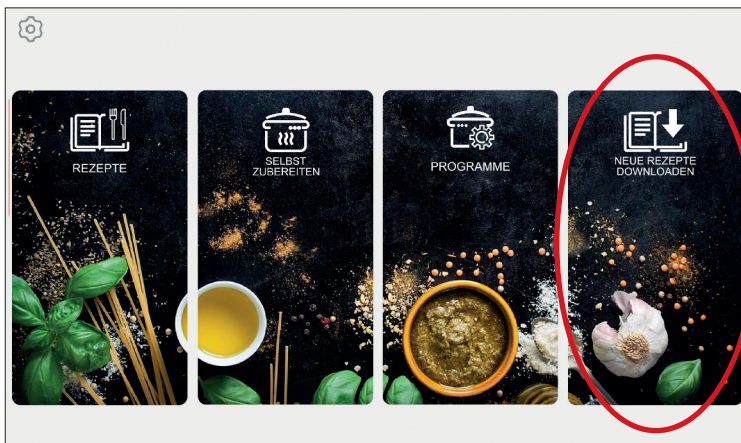 REZEPTE
SELBST
ZUBEREITEN
PROGRAMME
NEUE REZEPTE
DOWNLOADEN